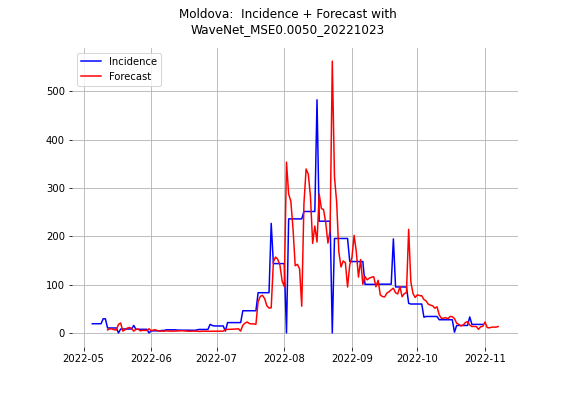 Moldova:  Incidence + Forecast with
WaveNet_MSE0.0050_20221023
Incidence
Forecast
500
400
300
200
100
0
2022-05 2022-06 2022-07 2022-08 2022-09 2022-10 2022-11